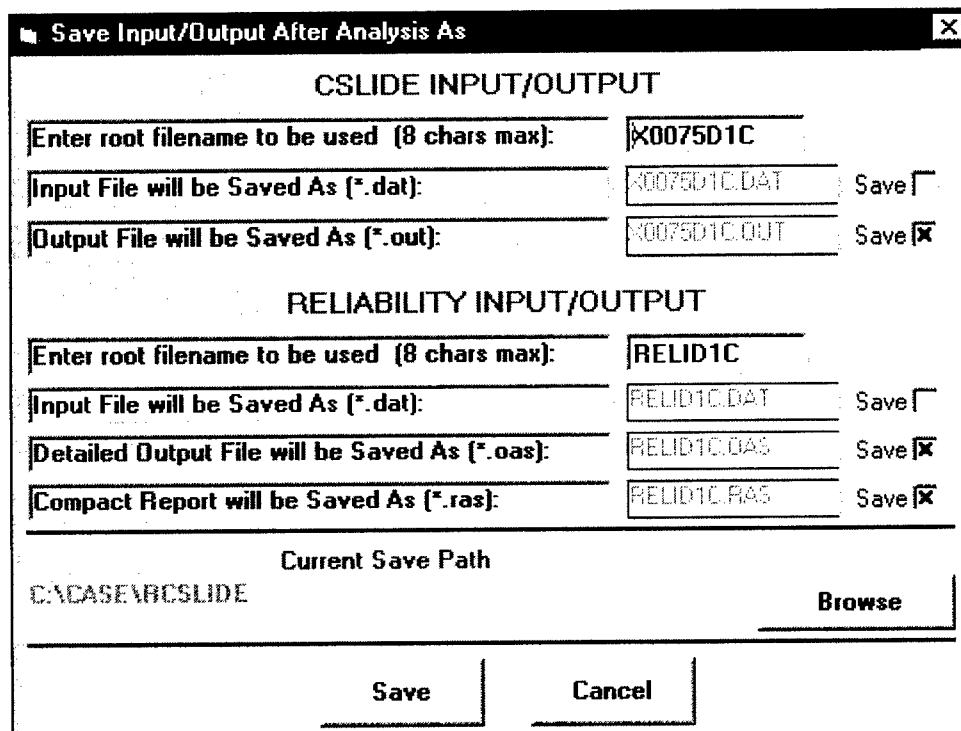 Save Input/Output After Analysis As
CSLIDE INPUT/OUTPUT
Enter root filename to be used (8 chars max): X0075D1C
Input File will be Saved As (*.dat): X0075D1C.DAT Save
Output File will be Saved As (*.out): X0075D1C.OUT Save
RELIABILITY INPUT/OUTPUT
Enter root filename to be used (8 chars max): RELID1C
Input File will be Saved As (*.dat): RELID1C.DAT Save
Detailed Output File will be Saved As (*.oas): RELID1C.OAS Save
Compact Report will be Saved As (*.ras): RELID1C.RAS Save
Current Save Path
C:\CASE\RCSLIDE
Browse
Save Cancel